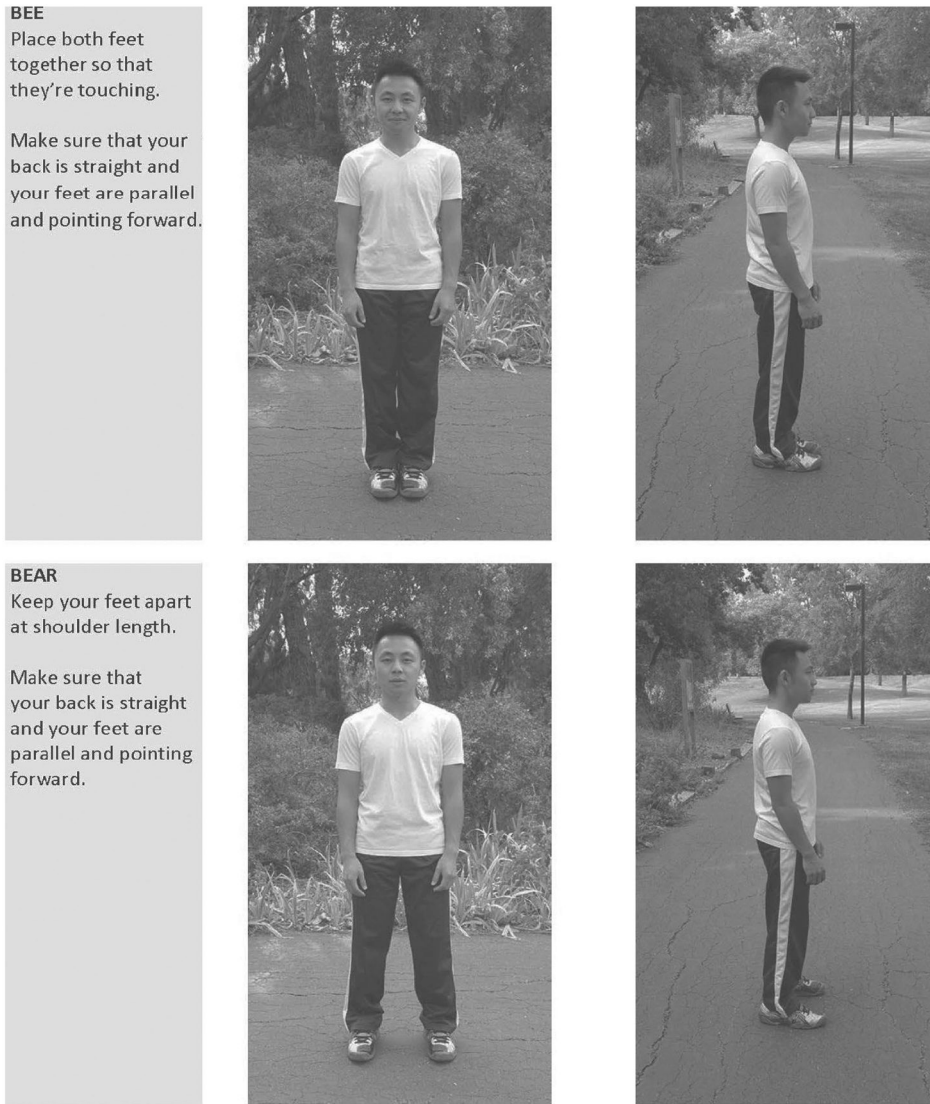 BEE
Place both feet
together so that
they’re touching.
Make sure that your
back is straight and
your feet are parallel
and pointing forward.
BEAR
Keep your feet apart
at shoulder length.
Make sure that
your back is straight
and your feet are
parallel and pointing
forward.